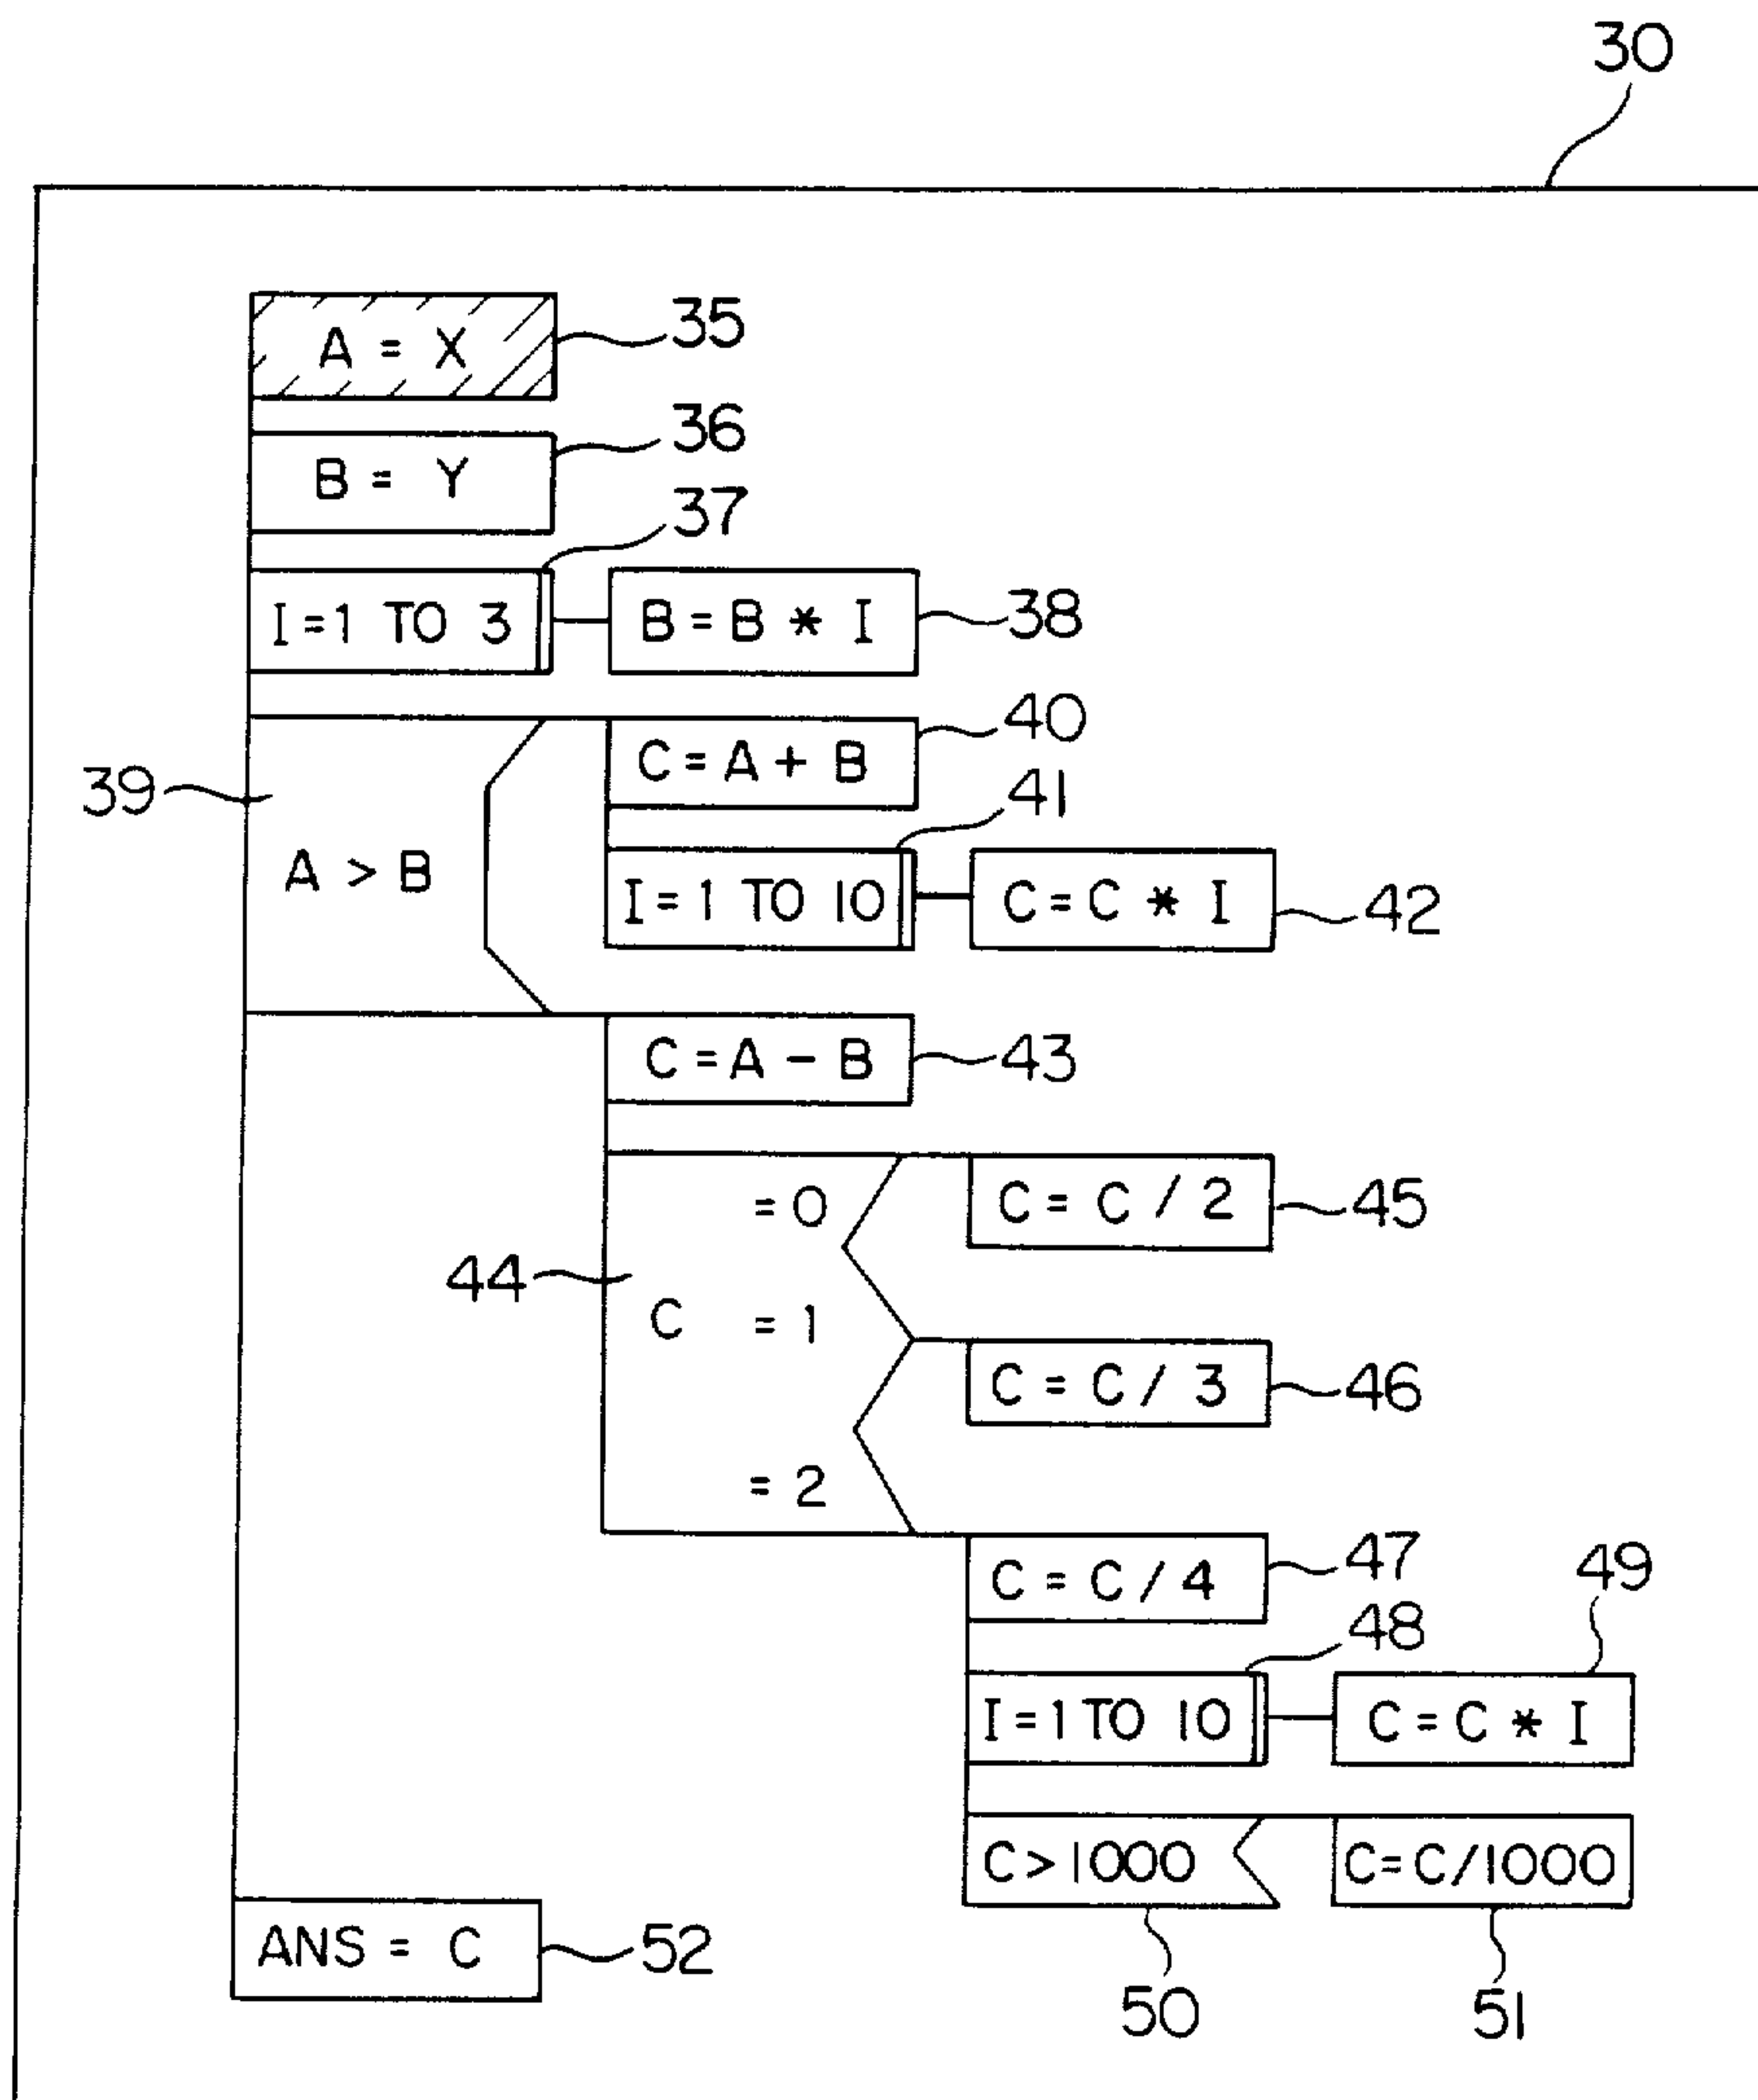 30
A = X
35
B = Y
36
37
I = 1 TO 3
B = B * I
38
39
A > B
C = A + B
40
41
I = 1 TO 10
C = C * I
42
C = A - B
43
44
C
= 0
= 1
= 2
C = C / 2
45
C = C / 3
46
C = C / 4
47
48
49
I = 1 TO 10
C = C * I
C > 1000
C = C/1000
50
51
ANS = C
52